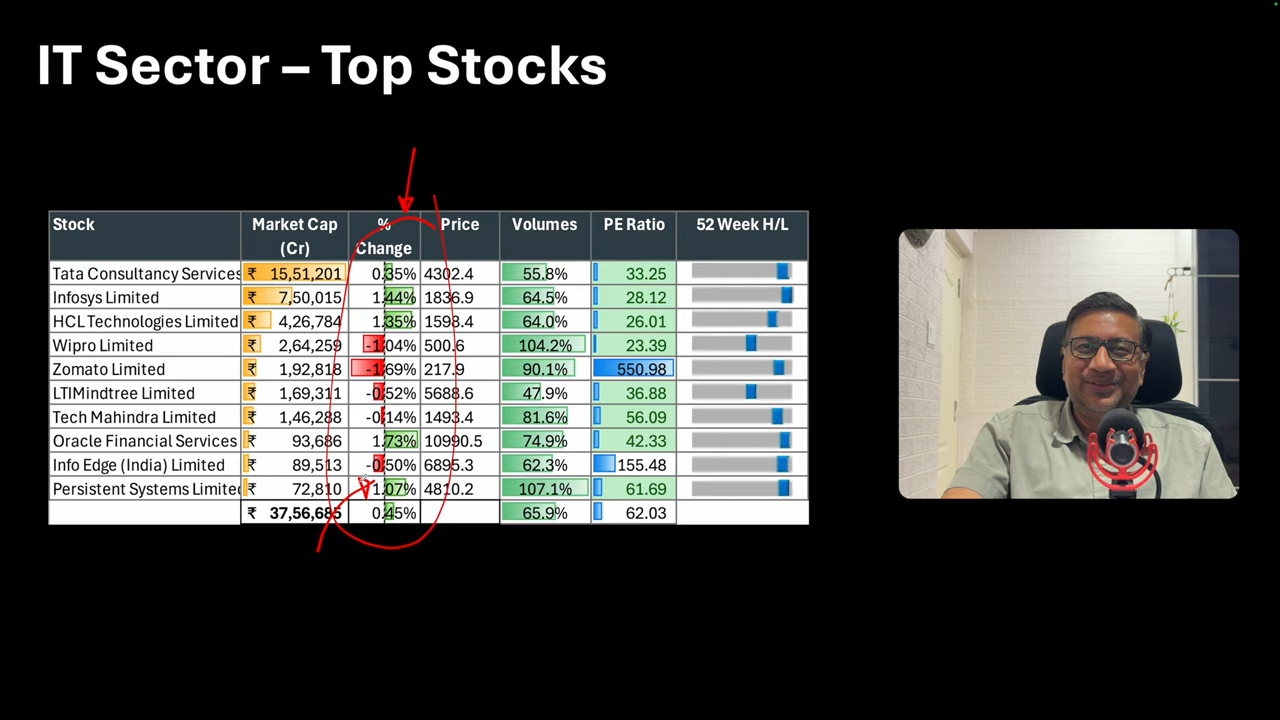 IT Sector – Top Stocks
Stock Market Cap (Cr) % Change Price Volumes PE Ratio 52 Week H/L
Tata Consultancy Services ₹ 15,51,201 0.35% 4302.4 55.8% 33.25
Infosys Limited ₹ 7,50,015 1.44% 1836.9 64.5% 28.12
HCL Technologies Limited ₹ 4,26,784 1.35% 1598.4 64.0% 26.01
Wipro Limited ₹ 2,64,259 -1.04% 500.6 104.2% 23.39
Zomato Limited ₹ 1,92,818 -1.69% 217.9 90.1% 550.98
LTIMindtree Limited ₹ 1,69,311 -0.52% 5688.6 47.9% 36.88
Tech Mahindra Limited ₹ 1,46,288 -0.14% 1493.4 81.6% 56.09
Oracle Financial Services ₹ 93,686 1.73% 10990.5 74.9% 42.33
Info Edge (India) Limited ₹ 89,513 -0.50% 6895.3 62.3% 155.48
Persistent Systems Limited ₹ 72,810 1.07% 4810.2 107.1% 61.69
₹ 37,56,685 0.45% 65.9% 62.03